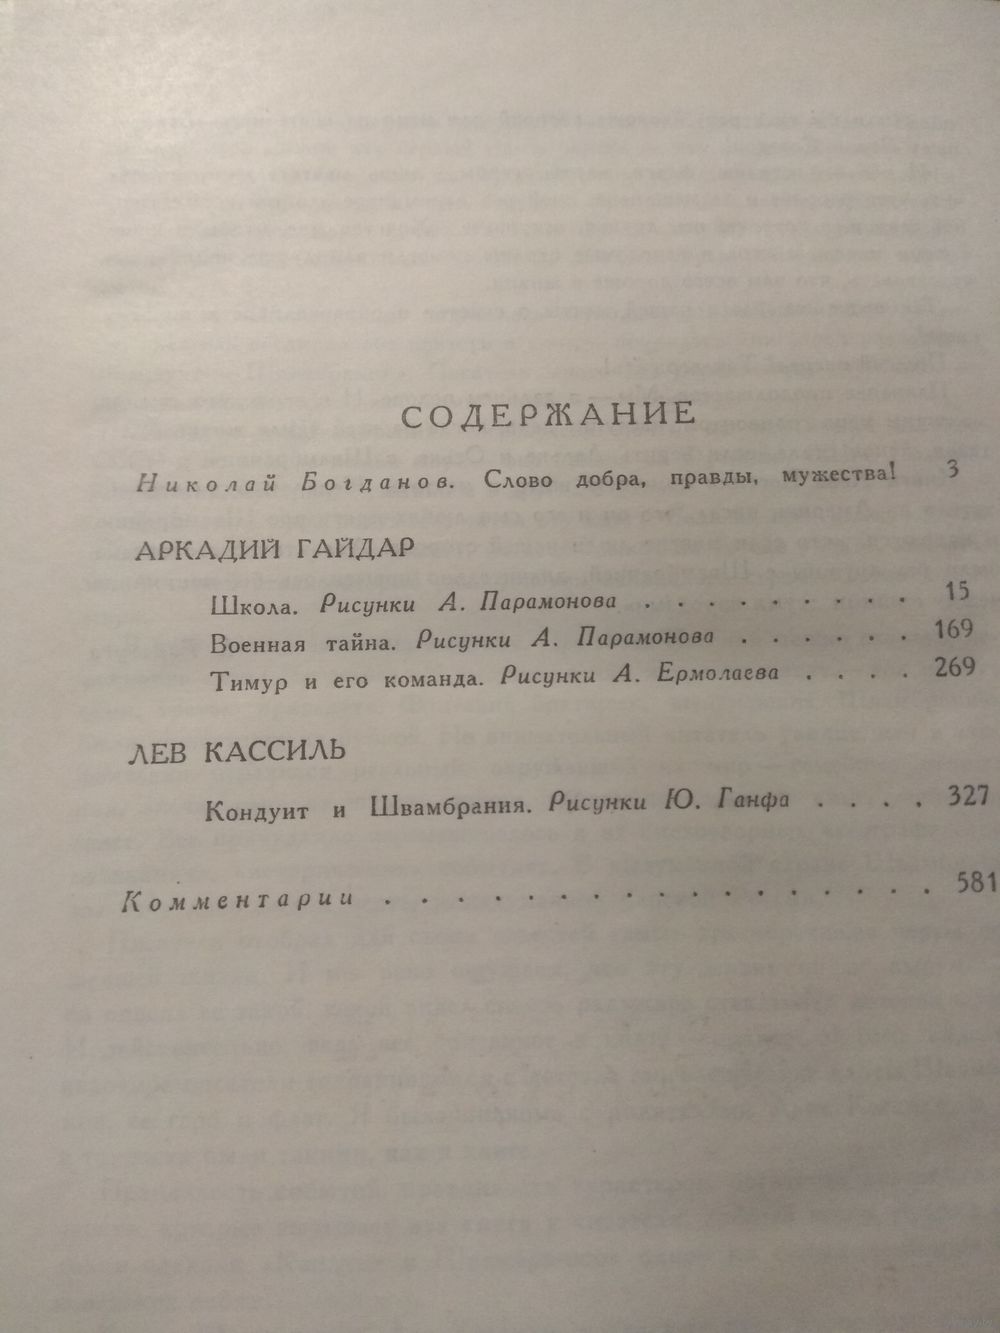 СОДЕРЖАНИЕ
Николай Богданов. Слово добра, правды, мужества! 3
АРКАДИЙ ГАЙДАР
Школа. Рисунки А. Парамонова . . . . . . . . . 15
Военная тайна. Рисунки А. Парамонова . . . . . . 169
Тимур и его команда. Рисунки А. Ермолаева . . . . 269
ЛЕВ КАССИЛЬ
Кондуит и Швамбрания. Рисунки Ю. Ганфа . . . . 327
Комментарии . . . . . . . . . . . . . . . . 581